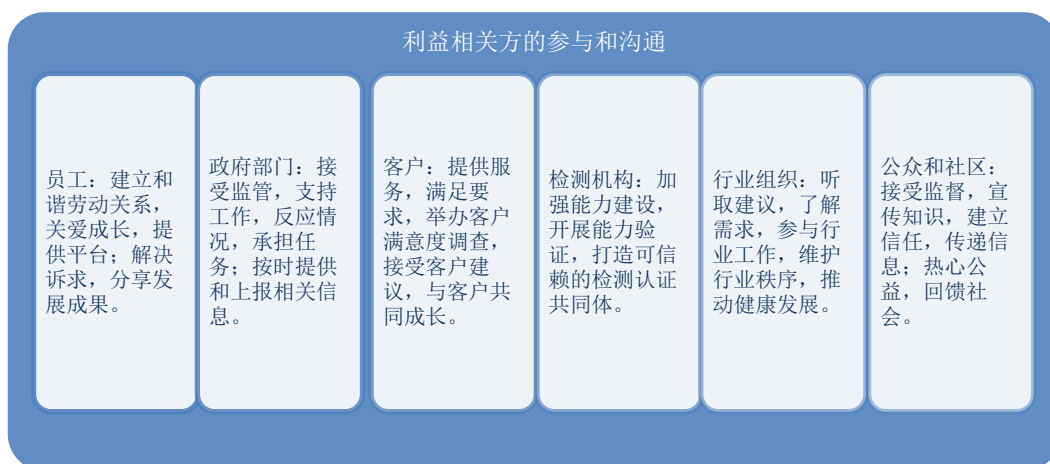 利益相关方的参与和沟通
员工：建立和
谐劳动关系，
关爱成长，提
供平台；解决
诉求，分享发
展成果。
政府部门：接
受监管，支持
工作，反应情
况，承担任
务；按时提供
和上报相关信
息。
客户：提供服
务，满足要
求，举办客户
满意度调查，
接受客户建
议，与客户共
同成长。
检测机构：加
强能力建设，
开展能力验
证，打造可信
赖的检测认证
共同体。
行业组织：听
取建议，了解
需求，参与行
业工作，维护
行业秩序，推
动健康发展。
公众和社区：
接受监督，宣
传知识，建立
信任，传递信
息；热心公
益，回馈社
会。